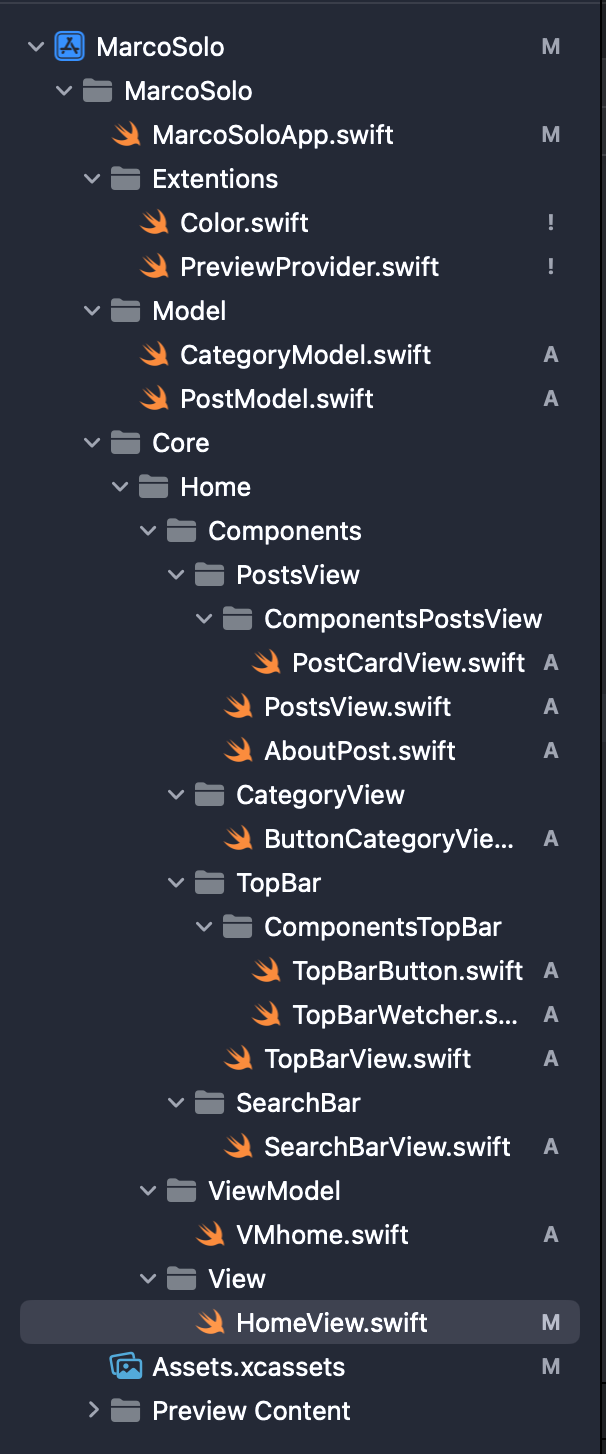 MarcoSolo M
MarcoSolo
MarcoSoloApp.swift M
Extentions
Color.swift !
PreviewProvider.swift !
Model
CategoryModel.swift A
PostModel.swift A
Core
Home
Components
PostsView
ComponentsPostsView
PostCardView.swift A
PostsView.swift A
AboutPost.swift A
CategoryView
ButtonCategoryVie... A
TopBar
ComponentsTopBar
TopBarButton.swift A
TopBarWetcher.s... A
TopBarView.swift A
SearchBar
SearchBarView.swift A
ViewModel
VMhome.swift A
View
HomeView.swift M
Assets.xcassets M
Preview Content